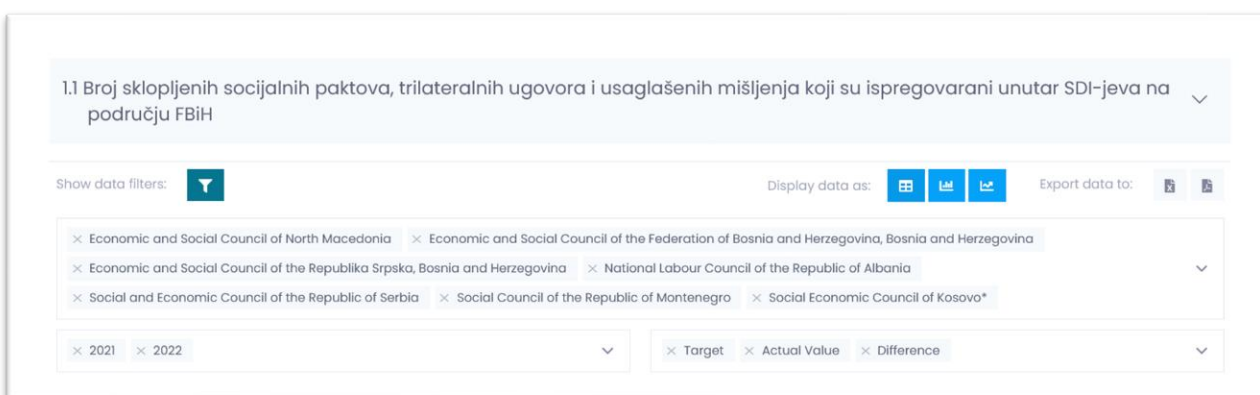 1.1 Broj sklopljenih socijalnih paktova, trilateralnih ugovora i usaglašenih mišljenja koji su ispregovarani unutar SDI-jeva na
području FBiH
Show data filters: Display data as: Export data to:
× Economic and Social Council of North Macedonia × Economic and Social Council of the Federation of Bosnia and Herzegovina, Bosnia and Herzegovina
× Economic and Social Council of the Republika Srpska, Bosnia and Herzegovina × National Labour Council of the Republic of Albania
× Social and Economic Council of the Republic of Serbia × Social Council of the Republic of Montenegro × Social Economic Council of Kosovo*
× 2021 × 2022 × Target × Actual Value × Difference